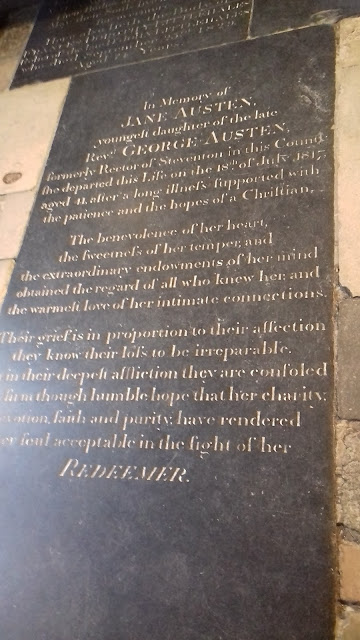 In Memory of
JANE AUSTEN,
youngeſt daughter of the late
Revd. GEORGE AUSTEN,
formerly Rector of Steventon in this County
ſhe departed this Life on the 18th of July, 1817,
aged 41, after a long illneſs ſupported with
the patience and the hopes of a Chriſtian.
The benevolence of her heart,
the ſweetneſs of her temper, and
the extraordinary endowments of her mind
obtained the regard of all who knew her, and
the warmeſt love of her intimate connections.
Their grief is in proportion to their affection
they know their loſs to be irreparable,
in their deepeſt affliction they are conſoled
firm though humble hope that her charity,
votion, faith and purity, have rendered
er ſoul acceptable in the ſight of her
REDEEMER.